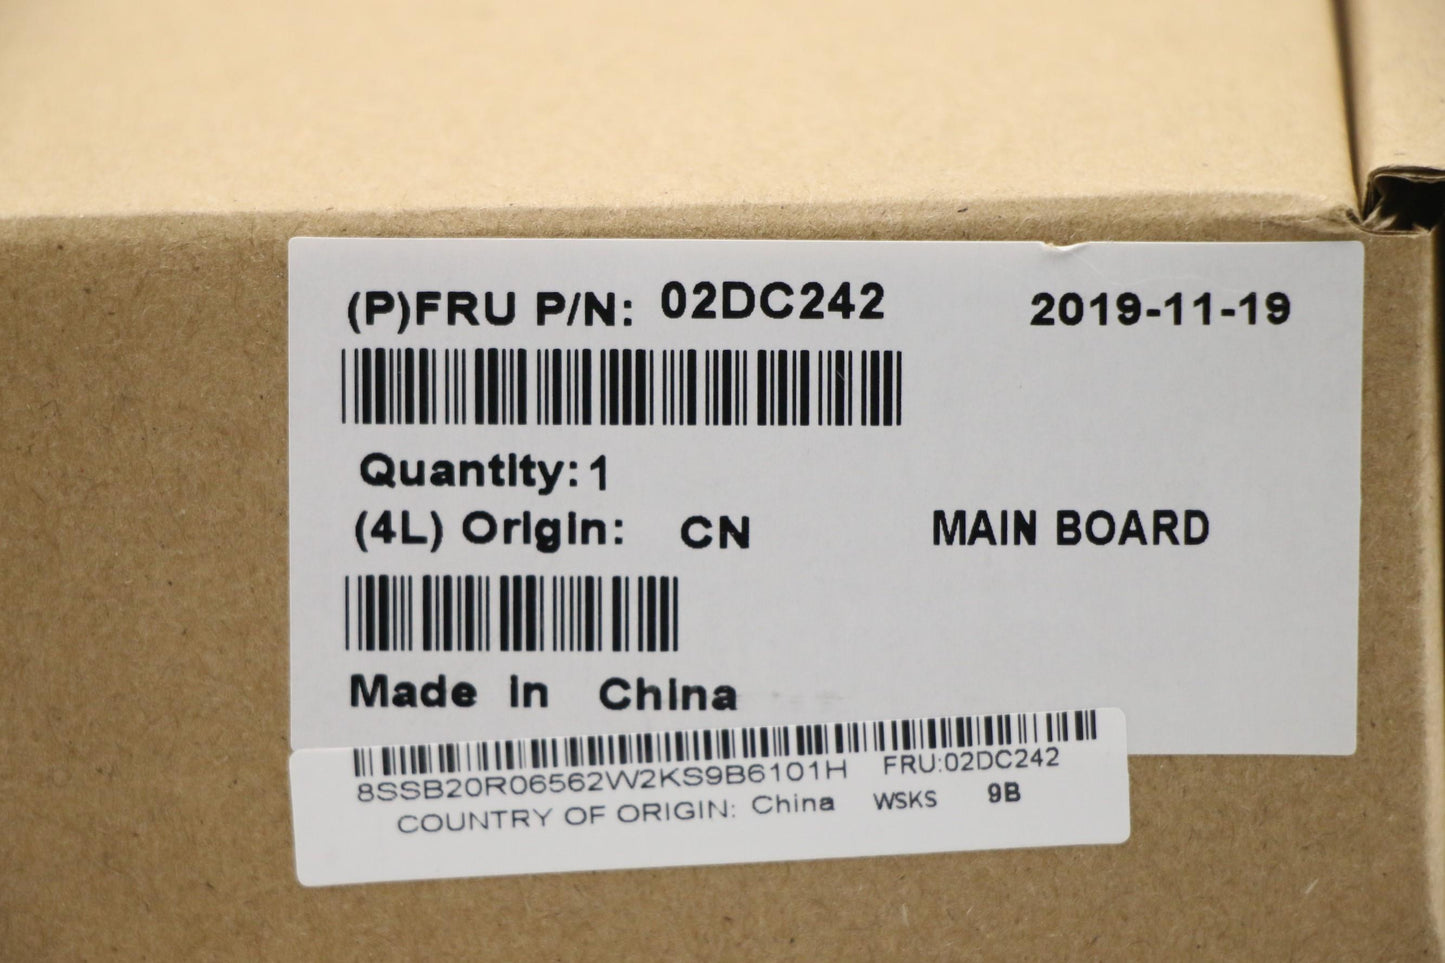 (P)FRU P/N: 02DC242 2019-11-19
Quantity: 1
(4L) Origin: CN MAIN BOARD
Made in China
8SSB20R06562W2KS9B6101H FRU:02DC242
COUNTRY OF ORIGIN: China WSKS 9B